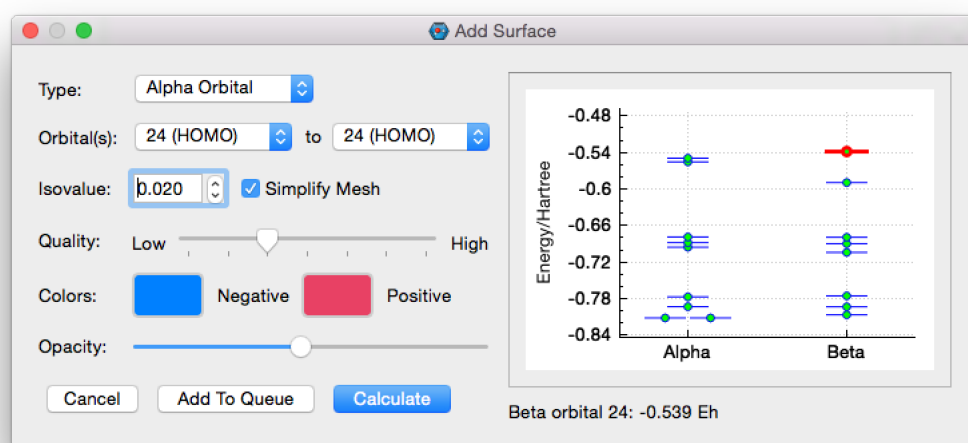 Add Surface
Type: Alpha Orbital
Orbital(s): 24 (HOMO) to 24 (HOMO)
Isovalue: 0.020 Simplify Mesh
Quality: Low High
Colors: Negative Positive
Opacity:
Cancel Add To Queue Calculate
Energy/Hartree
-0.48
-0.54
-0.6
-0.66
-0.72
-0.78
-0.84
Alpha Beta
Beta orbital 24: -0.539 Eh